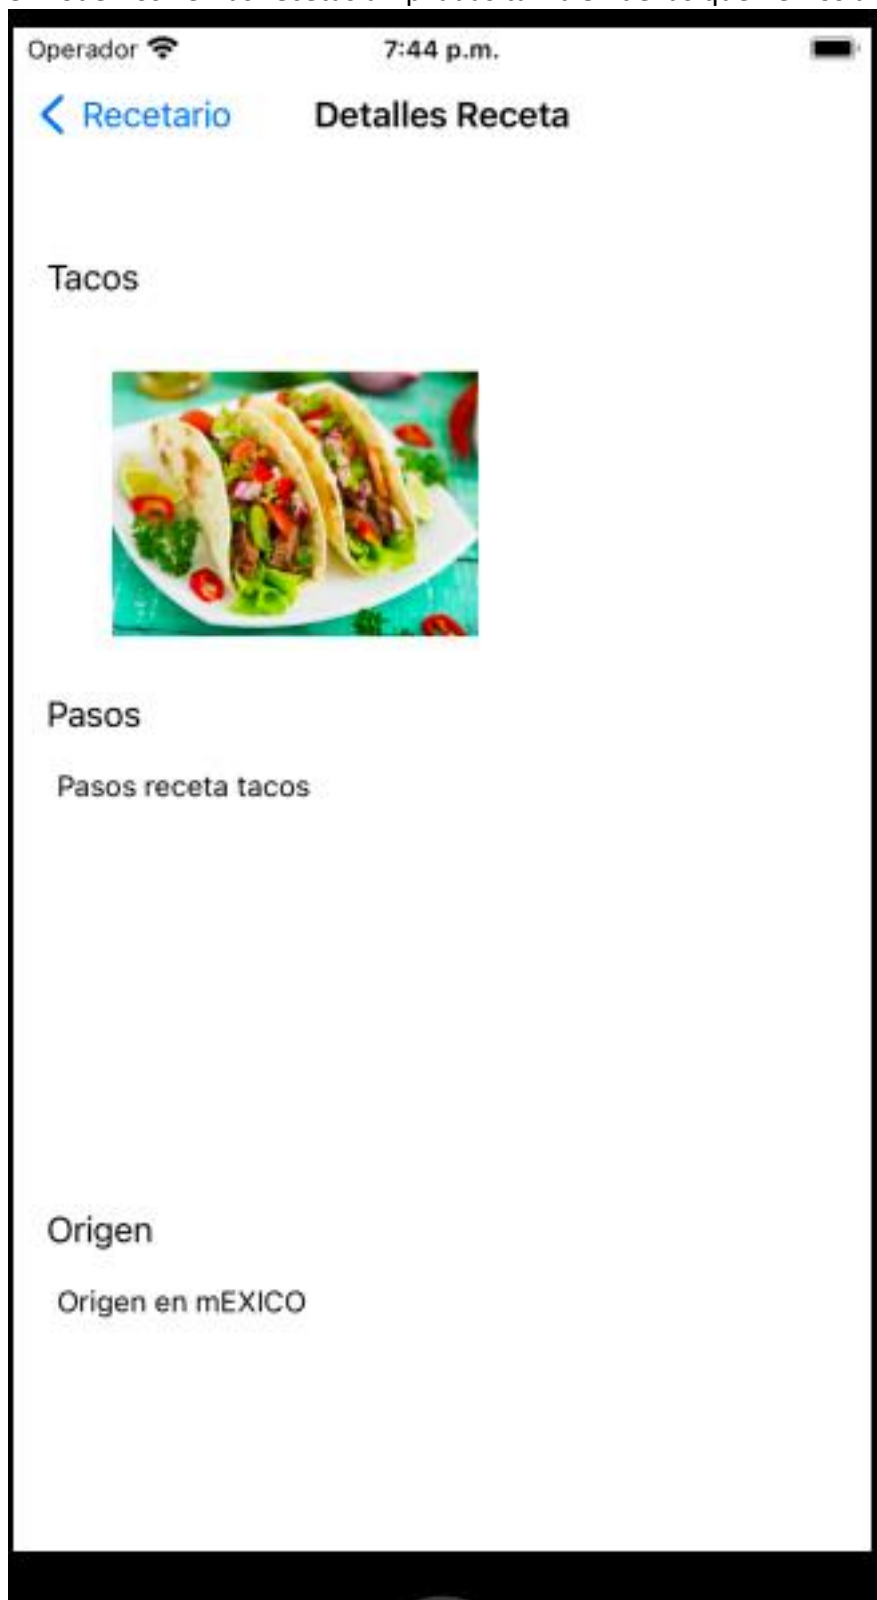 Operador
7:44 p.m.
Recetario
Detalles Receta
Tacos
Pasos
Pasos receta tacos
Origen
Origen en mEXICO